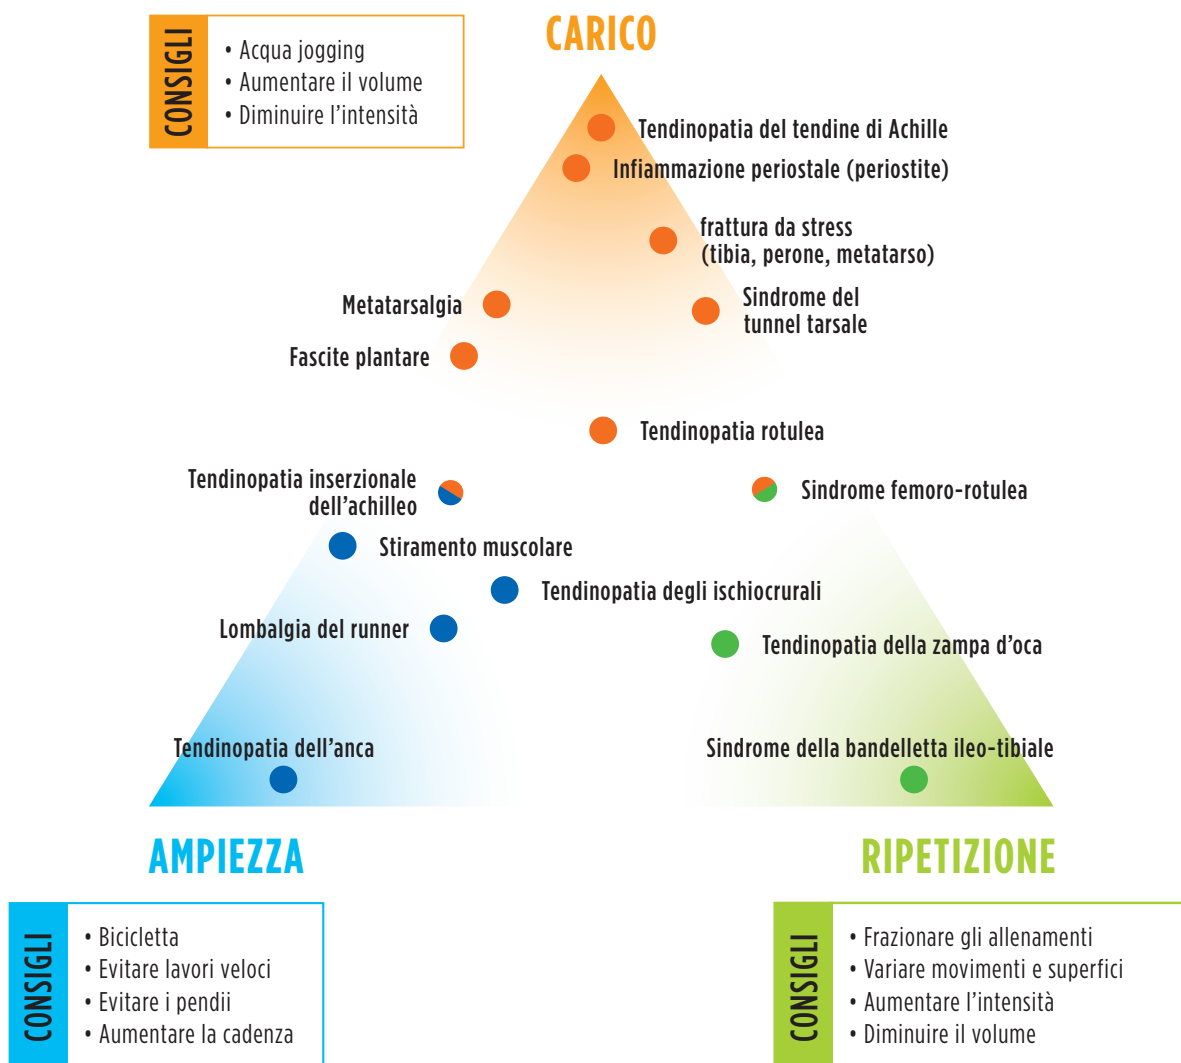 CONSIGLI
• Acqua jogging
• Aumentare il volume
• Diminuire l'intensità
CARICO
Tendinopatia del tendine di Achille
Infiammazione periostale (periostite)
frattura da stress
(tibia, perone, metatarso)
Metatarsalgia
Sindrome del
tunnel tarsale
Fascite plantare
Tendinopatia rotulea
Tendinopatia inserzionale
dell'achilleo
Sindrome femoro-rotulea
Stiramento muscolare
Tendinopatia degli ischiocrurali
Lombalgia del runner
Tendinopatia della zampa d'oca
Tendinopatia dell'anca
Sindrome della bandelletta ileo-tibiale
AMPIEZZA
RIPETIZIONE
CONSIGLI
• Bicicletta
• Evitare lavori veloci
• Evitare i pendii
• Aumentare la cadenza
CONSIGLI
• Frazionare gli allenamenti
• Variare movimenti e superfici
• Aumentare l'intensità
• Diminuire il volume